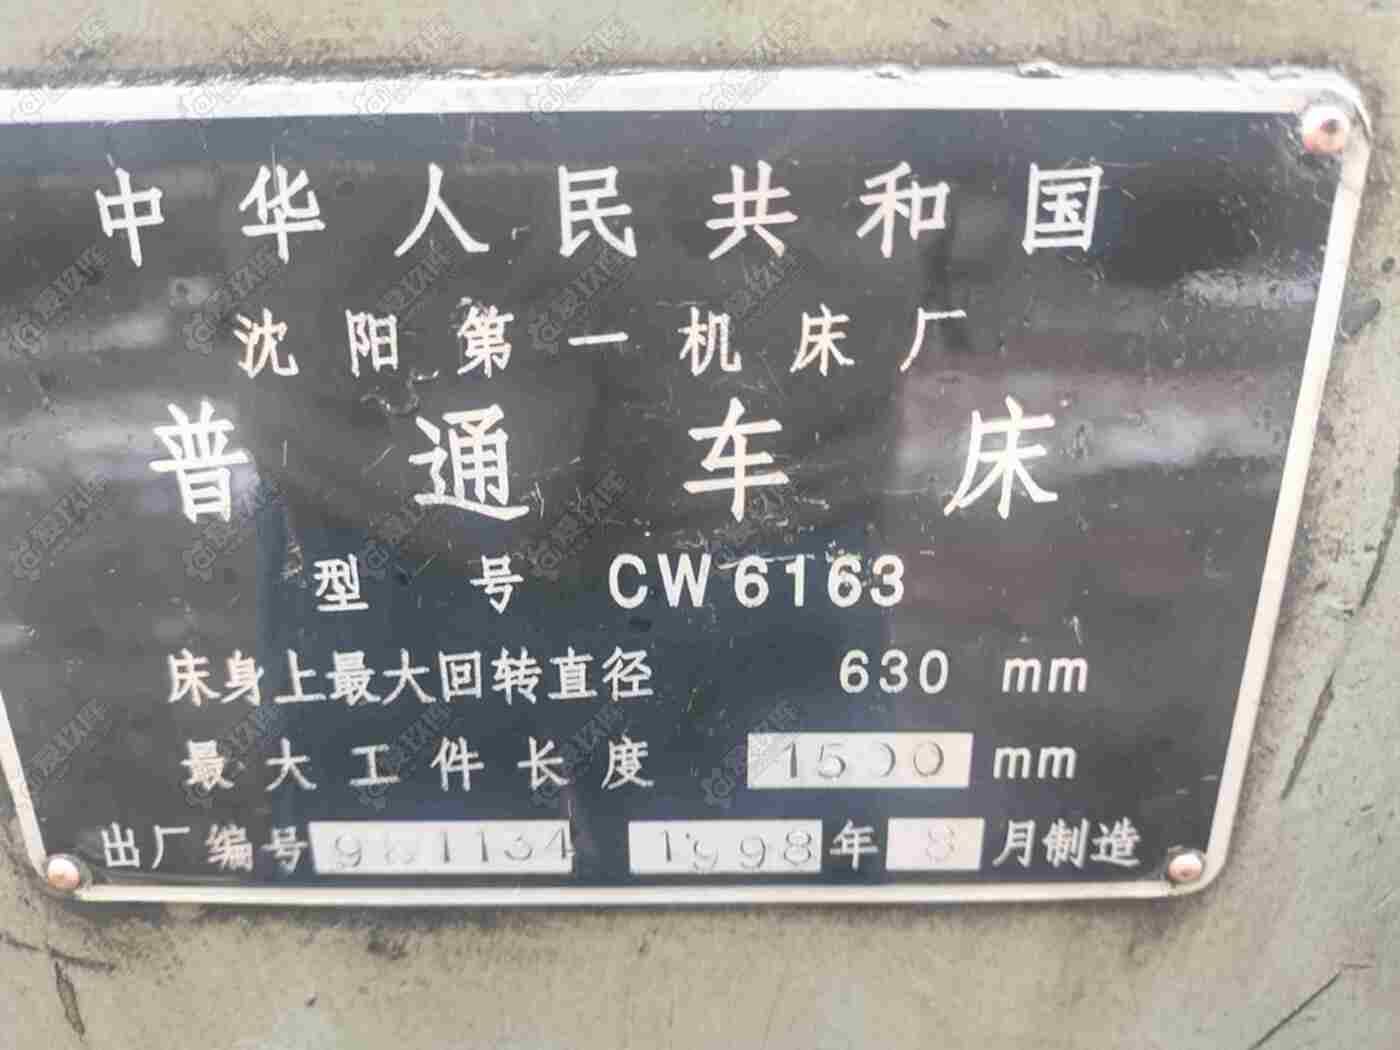 中华人民共和国
沈阳第一机床厂
普通车床
型号 CW6163
床身上最大回转直径 630 mm
最大工件长度 1500 mm
出厂编号 1998年8月制造